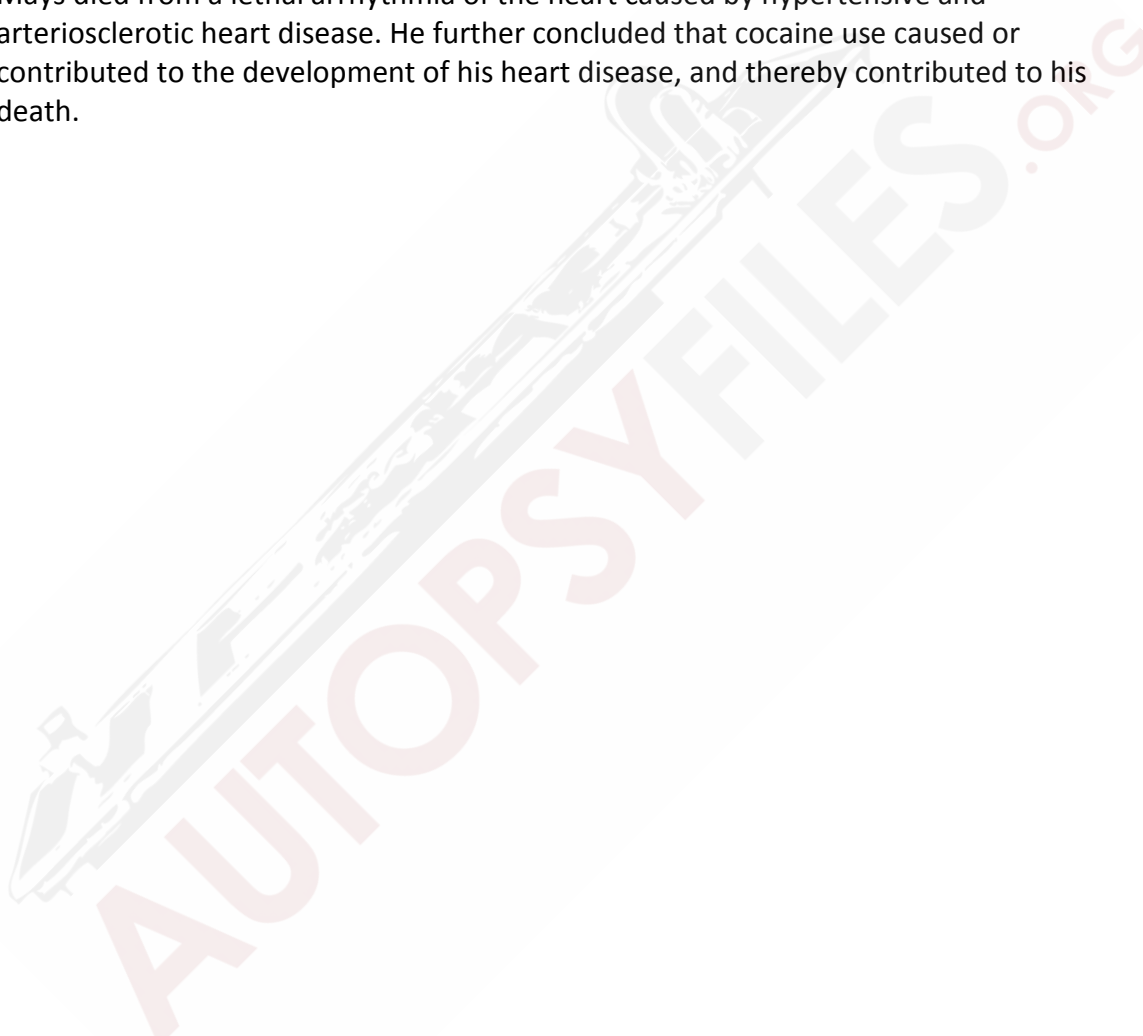 Mays died from a lethal arrhythmia of the heart caused by hypertensive and
arteriosclerotic heart disease. He further concluded that cocaine use caused or
contributed to the development of his heart disease, and thereby contributed to his
death.
AUTOPSYFILES.ORG